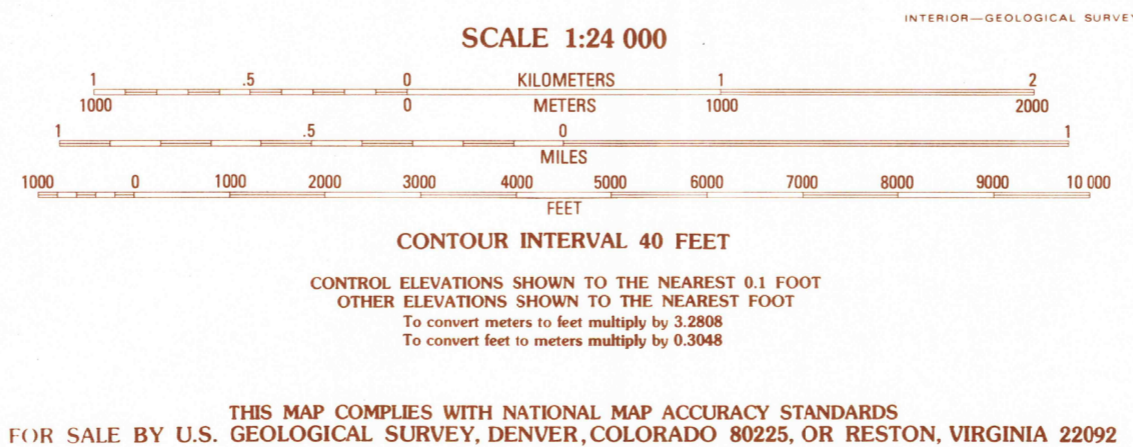 INTERIOR—GEOLOGICAL SURVEY
SCALE 1:24 000
1 .5 0 KILOMETERS 1 2
1000 0 METERS 1000 2000
1 .5 0 1
MILES
1000 0 1000 2000 3000 4000 5000 6000 7000 8000 9000 10 000
FEET
CONTOUR INTERVAL 40 FEET
CONTROL ELEVATIONS SHOWN TO THE NEAREST 0.1 FOOT
OTHER ELEVATIONS SHOWN TO THE NEAREST FOOT
To convert meters to feet multiply by 3.2808
To convert feet to meters multiply by 0.3048
THIS MAP COMPLIES WITH NATIONAL MAP ACCURACY STANDARDS
FOR SALE BY U.S. GEOLOGICAL SURVEY, DENVER, COLORADO 80225, OR RESTON, VIRGINIA 22092